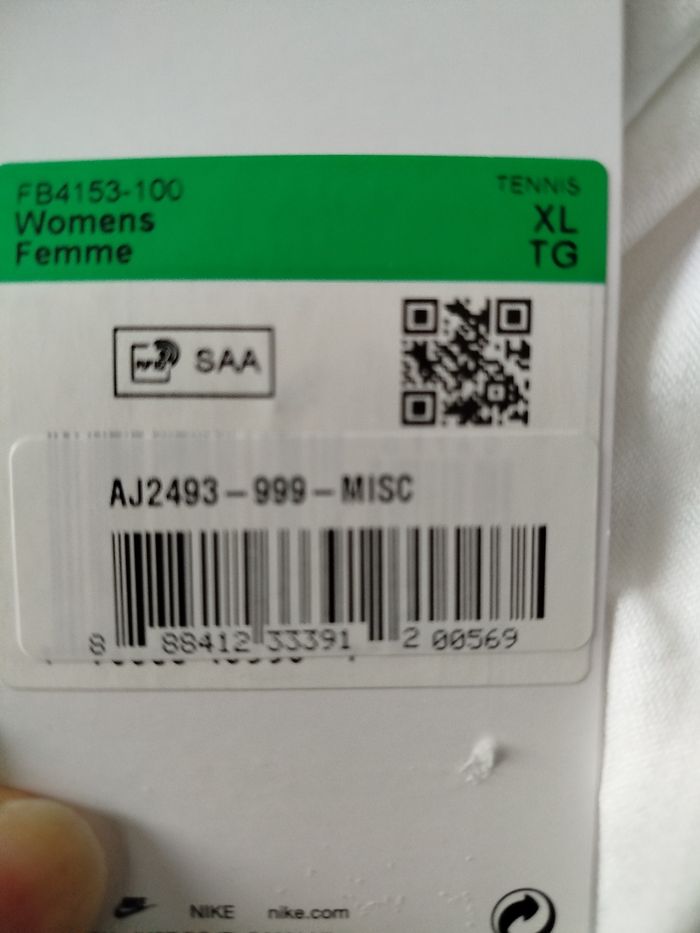 FB4153-100
TENNIS
Womens
XL
Femme
TG
SAA
AJ2493-999-MISC
8 88412 33391 2 00569
NIKE nike.com